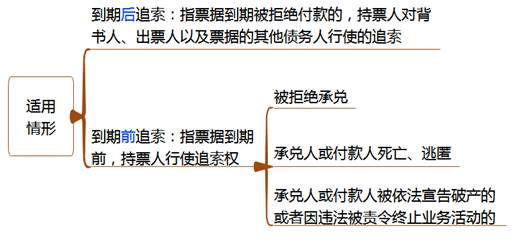 适用
情形
到期后追索：指票据到期被拒绝付款的，持票人对背
书人、出票人以及票据的其他债务人行使的追索
到期前追索：指票据到期
前，持票人行使追索权
被拒绝承兑
承兑人或付款人死亡、逃匿
承兑人或付款人被依法宣告破产的
或者因违法被责令终止业务活动的